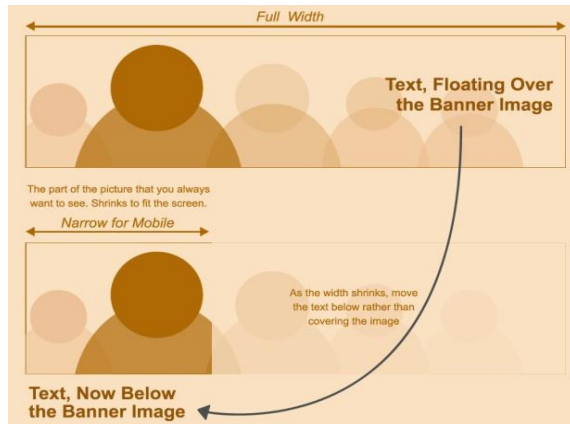 Full Width
Text, Floating Over
the Banner Image
The part of the picture that you always
want to see. Shrinks to fit the screen.
Narrow for Mobile
As the width shrinks, move
the text below rather than
covering the image
Text, Now Below
the Banner Image